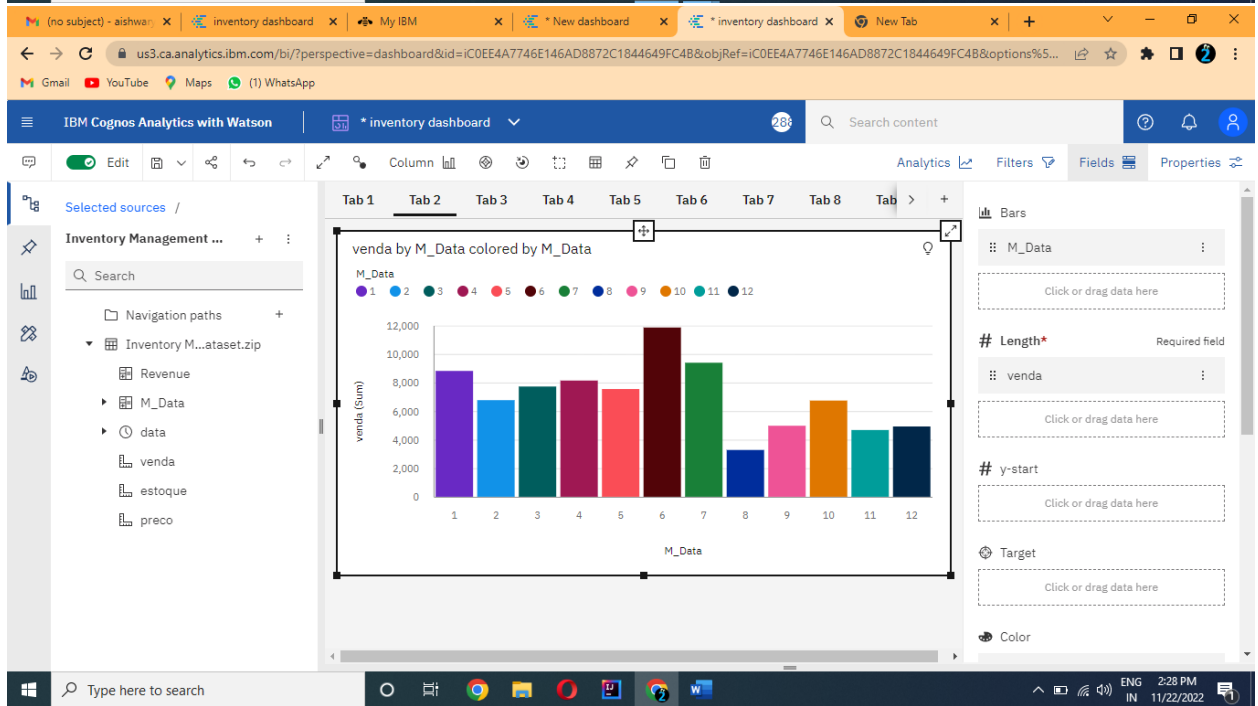 (no subject) - aishwar
inventory dashboard
My IBM
* New dashboard
* inventory dashboard
New Tab
us3.ca.analytics.ibm.com/bi/?perspective=dashboard&id=iC0EE4A7746E146AD8872C1844649FC4B&objRef=iC0EE4A7746E146AD8872C1844649FC4B&options%5...
Gmail
YouTube
Maps
(1) WhatsApp
IBM Cognos Analytics with Watson
* inventory dashboard
Search content
Edit
Column
Analytics
Filters
Fields
Properties
Selected sources /
Inventory Management ...
Search
Navigation paths
Inventory M...ataset.zip
Revenue
M_Data
data
venda
estoque
preco
Tab 1 Tab 2 Tab 3 Tab 4 Tab 5 Tab 6 Tab 7 Tab 8 Tab
venda by M_Data colored by M_Data
M_Data
1 2 3 4 5 6 7 8 9 10 11 12
venda (Sum)
12,000
10,000
8,000
6,000
4,000
2,000
0
1 2 3 4 5 6 7 8 9 10 11 12
M_Data
Bars
M_Data
Click or drag data here
# Length* Required field
venda
Click or drag data here
# y-start
Click or drag data here
Target
Click or drag data here
Color
Type here to search
ENG
IN
2:28 PM
11/22/2022